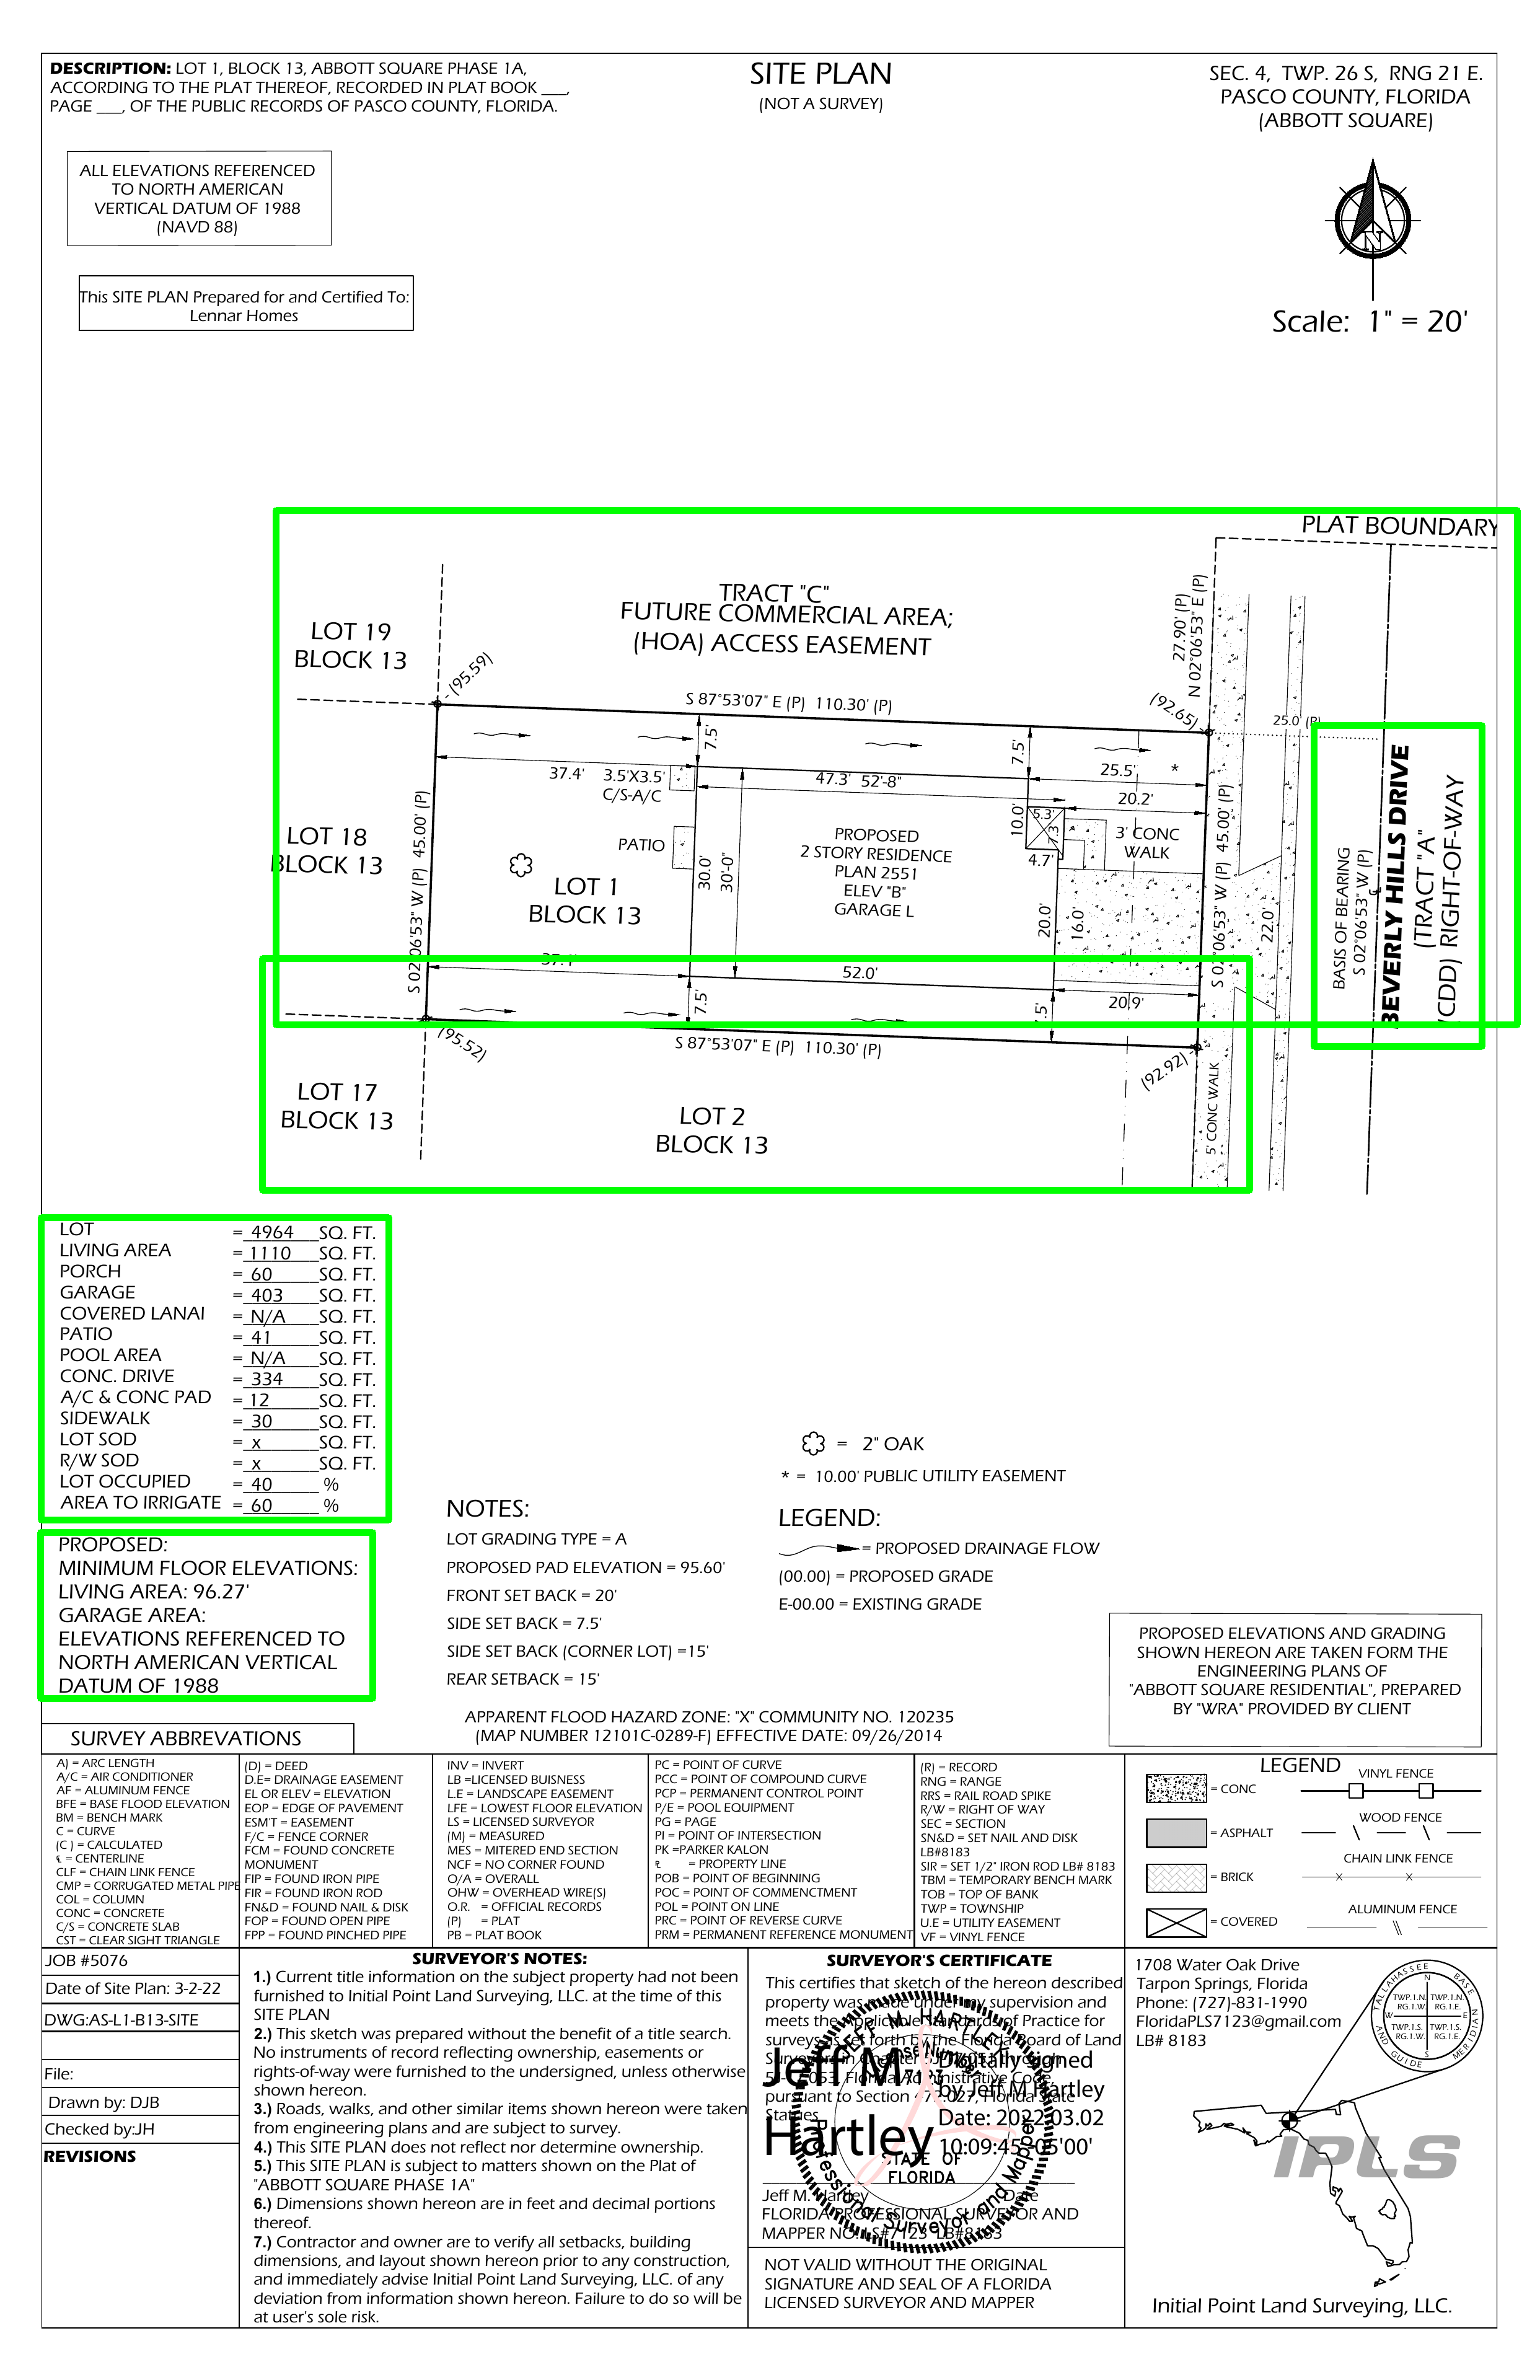 DESCRIPTION: LOT 1, BLOCK 13, ABBOTT SQUARE PHASE 1A,
ACCORDING TO THE PLAT THEREOF, RECORDED IN PLAT BOOK ___,
PAGE ___, OF THE PUBLIC RECORDS OF PASCO COUNTY, FLORIDA.
SITE PLAN
(NOT A SURVEY)
SEC. 4, TWP. 26 S, RNG 21 E.
PASCO COUNTY, FLORIDA
(ABBOTT SQUARE)
ALL ELEVATIONS REFERENCED
TO NORTH AMERICAN
VERTICAL DATUM OF 1988
(NAVD 88)
This SITE PLAN Prepared for and Certified To:
Lennar Homes
N
Scale: 1" = 20'
PLAT BOUNDARY
TRACT "C"
FUTURE COMMERCIAL AREA;
(HOA) ACCESS EASEMENT
LOT 19
BLOCK 13
(95.59)
27.90' (P)
N 02°06'53" E (P)
(92.65)
S 87°53'07" E (P) 110.30' (P)
25.0' (P)
7.5'
7.5'
37.4'
3.5'X3.5'
C/S-A/C
47.3'
52'-8"
25.5'
*
20.2'
LOT 18
BLOCK 13
S 02°06'53" W (P) 45.00' (P)
PATIO
LOT 1
BLOCK 13
30.0'
30'-0"
PROPOSED
2 STORY RESIDENCE
PLAN 2551
ELEV "B"
GARAGE L
10.0'
5.3'
7.3'
4.7'
3' CONC
WALK
20.0'
16.0'
S 02°06'53" W (P) 45.00' (P)
22.0'
BASIS OF BEARING
S 02°06'53" W (P)
BEVERLY HILLS DRIVE
(TRACT "A"
(CDD) RIGHT-OF-WAY
37.4'
52.0'
20.9'
7.5'
7.5'
(95.52)
S 87°53'07" E (P) 110.30' (P)
(92.92)
5' CONC WALK
LOT 17
BLOCK 13
LOT 2
BLOCK 13
LOT = 4964 SQ. FT.
LIVING AREA = 1110 SQ. FT.
PORCH = 60 SQ. FT.
GARAGE = 403 SQ. FT.
COVERED LANAI = N/A SQ. FT.
PATIO = 41 SQ. FT.
POOL AREA = N/A SQ. FT.
CONC. DRIVE = 334 SQ. FT.
A/C & CONC PAD = 12 SQ. FT.
SIDEWALK = 30 SQ. FT.
LOT SOD = x SQ. FT.
R/W SOD = x SQ. FT.
LOT OCCUPIED = 40 %
AREA TO IRRIGATE = 60 %
PROPOSED:
MINIMUM FLOOR ELEVATIONS:
LIVING AREA: 96.27'
GARAGE AREA:
ELEVATIONS REFERENCED TO
NORTH AMERICAN VERTICAL
DATUM OF 1988
NOTES:
LOT GRADING TYPE = A
PROPOSED PAD ELEVATION = 95.60'
FRONT SET BACK = 20'
SIDE SET BACK = 7.5'
SIDE SET BACK (CORNER LOT) =15'
REAR SETBACK = 15'
= 2" OAK
* = 10.00' PUBLIC UTILITY EASEMENT
LEGEND:
= PROPOSED DRAINAGE FLOW
(00.00) = PROPOSED GRADE
E-00.00 = EXISTING GRADE
PROPOSED ELEVATIONS AND GRADING
SHOWN HEREON ARE TAKEN FORM THE
ENGINEERING PLANS OF
"ABBOTT SQUARE RESIDENTIAL", PREPARED
BY "WRA" PROVIDED BY CLIENT
APPARENT FLOOD HAZARD ZONE: "X" COMMUNITY NO. 120235
(MAP NUMBER 12101C-0289-F) EFFECTIVE DATE: 09/26/2014
SURVEY ABBREVATIONS
A) = ARC LENGTH
A/C = AIR CONDITIONER
AF = ALUMINUM FENCE
BFE = BASE FLOOD ELEVATION
BM = BENCH MARK
C = CURVE
(C ) = CALCULATED
℄ = CENTERLINE
CLF = CHAIN LINK FENCE
CMP = CORRUGATED METAL PIPE
COL = COLUMN
CONC = CONCRETE
C/S = CONCRETE SLAB
CST = CLEAR SIGHT TRIANGLE
(D) = DEED
D.E= DRAINAGE EASEMENT
EL OR ELEV = ELEVATION
EOP = EDGE OF PAVEMENT
ESM'T = EASEMENT
F/C = FENCE CORNER
FCM = FOUND CONCRETE
MONUMENT
FIP = FOUND IRON PIPE
FIR = FOUND IRON ROD
FN&D = FOUND NAIL & DISK
FOP = FOUND OPEN PIPE
FPP = FOUND PINCHED PIPE
INV = INVERT
LB =LICENSED BUISNESS
L.E = LANDSCAPE EASEMENT
LFE = LOWEST FLOOR ELEVATION
LS = LICENSED SURVEYOR
(M) = MEASURED
MES = MITERED END SECTION
NCF = NO CORNER FOUND
O/A = OVERALL
OHW = OVERHEAD WIRE(S)
O.R. = OFFICIAL RECORDS
(P) = PLAT
PB = PLAT BOOK
PC = POINT OF CURVE
PCC = POINT OF COMPOUND CURVE
PCP = PERMANENT CONTROL POINT
P/E = POOL EQUIPMENT
PG = PAGE
PI = POINT OF INTERSECTION
PK =PARKER KALON
= PROPERTY LINE
POB = POINT OF BEGINNING
POC = POINT OF COMMENCTMENT
POL = POINT ON LINE
PRC = POINT OF REVERSE CURVE
PRM = PERMANENT REFERENCE MONUMENT
(R) = RECORD
RNG = RANGE
RRS = RAIL ROAD SPIKE
R/W = RIGHT OF WAY
SEC = SECTION
SN&D = SET NAIL AND DISK
LB#8183
SIR = SET 1/2" IRON ROD LB# 8183
TBM = TEMPORARY BENCH MARK
TOB = TOP OF BANK
TWP = TOWNSHIP
U.E = UTILITY EASEMENT
VF = VINYL FENCE
LEGEND
= CONC
= ASPHALT
= BRICK
= COVERED
VINYL FENCE
WOOD FENCE
CHAIN LINK FENCE
ALUMINUM FENCE
JOB #5076
Date of Site Plan: 3-2-22
DWG:AS-L1-B13-SITE
File:
Drawn by: DJB
Checked by:JH
REVISIONS
SURVEYOR'S NOTES:
1.) Current title information on the subject property had not been
furnished to Initial Point Land Surveying, LLC. at the time of this
SITE PLAN
2.) This sketch was prepared without the benefit of a title search.
No instruments of record reflecting ownership, easements or
rights-of-way were furnished to the undersigned, unless otherwise
shown hereon.
3.) Roads, walks, and other similar items shown hereon were taken
from engineering plans and are subject to survey.
4.) This SITE PLAN does not reflect nor determine ownership.
5.) This SITE PLAN is subject to matters shown on the Plat of
"ABBOTT SQUARE PHASE 1A"
6.) Dimensions shown hereon are in feet and decimal portions
thereof.
7.) Contractor and owner are to verify all setbacks, building
dimensions, and layout shown hereon prior to any construction,
and immediately advise Initial Point Land Surveying, LLC. of any
deviation from information shown hereon. Failure to do so will be
at user's sole risk.
SURVEYOR'S CERTIFICATE
This certifies that sketch of the hereon described
property was made under my supervision and
meets the applicable Standards of Practice for
surveys as set forth by the Florida Board of Land
Florida Administrative Code,
pursuant to Section Florida State
Jeff M
Hartley
Digitally signed
by Jeff M Hartley
Date: 2022.03.02
10:09:45 -05'00'
JEFF M. HARTLEY
STATE OF
FLORIDA
Professional Surveyor and Mapper
Jeff M. Hartley Date
FLORIDA PROFESSIONAL SURVEYOR AND
MAPPER NO. LS#7123 LB#8183
NOT VALID WITHOUT THE ORIGINAL
SIGNATURE AND SEAL OF A FLORIDA
LICENSED SURVEYOR AND MAPPER
1708 Water Oak Drive
Tarpon Springs, Florida
Phone: (727)-831-1990
FloridaPLS7123@gmail.com
LB# 8183
TALLAHASSEE BASE
AND GUIDE MERIDIAN
N
W
E
S
TWP.1.N. TWP.1.N.
RG.1.W. RG.1.E.
TWP.1.S. TWP.1.S.
RG.1.W. RG.1.E.
IPLS
Initial Point Land Surveying, LLC.